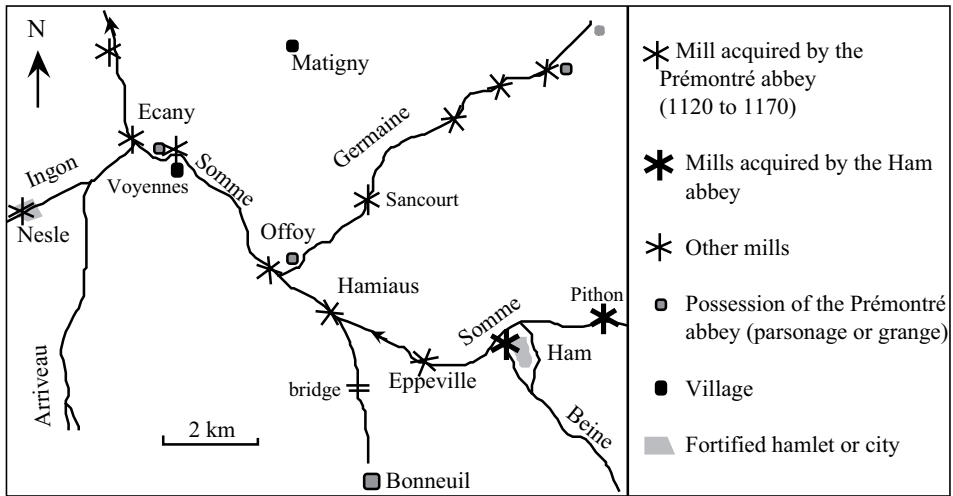 N
Matigny
Ecany
Germaine
Ingon
Somme
Voyennes
Sancourt
Nesle
Offoy
Hamiaus
Pithon
Somme
Ham
Eppeville
bridge
Arriveau
Beine
2 km
Bonneuil
Mill acquired by the
Prémontré abbey
(1120 to 1170)
Mills acquired by the Ham
abbey
Other mills
Possession of the Prémontré
abbey (parsonage or grange)
Village
Fortified hamlet or city